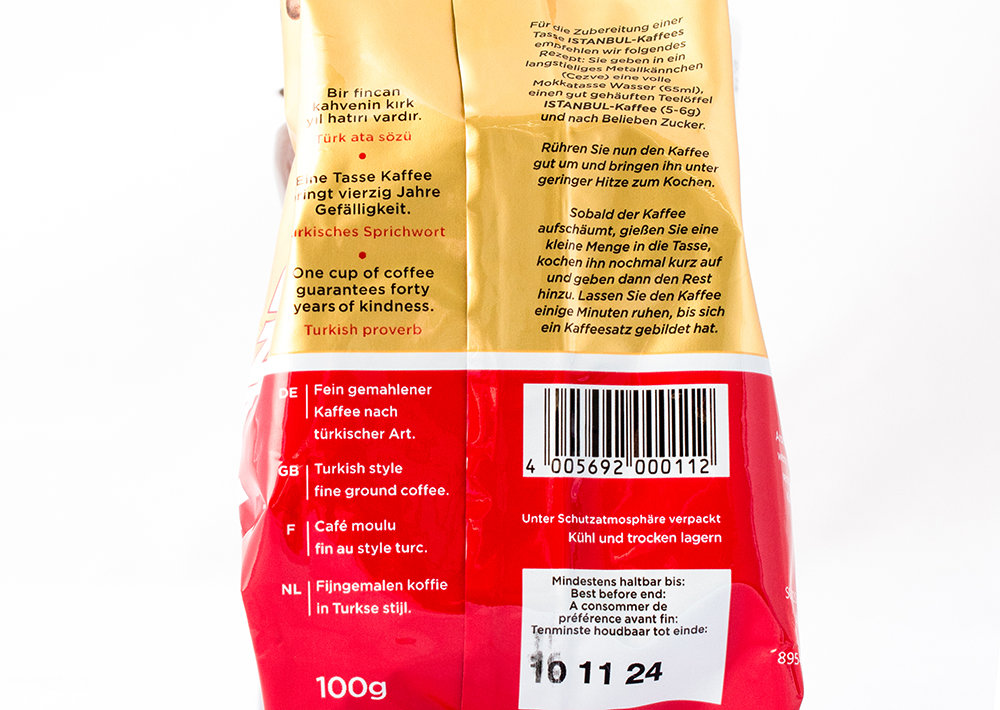 Bir fincan
kahvenin kırk
yıl hatırı vardır.
Türk ata sözü
Eine Tasse Kaffee
bringt vierzig Jahre
Gefälligkeit.
Türkisches Sprichwort
One cup of coffee
guarantees forty
years of kindness.
Turkish proverb
Für die Zubereitung einer
Tasse ISTANBUL-Kaffees
empfehlen wir folgendes
Rezept: Sie geben in ein
langstieliges Metallkännchen
(Cezve) eine volle
Mokkatasse Wasser (65ml),
einen gut gehäuften Teelöffel
ISTANBUL-Kaffee (5-6g)
und nach Belieben Zucker.
Rühren Sie nun den Kaffee
gut um und bringen ihn unter
geringer Hitze zum Kochen.
Sobald der Kaffee
aufschäumt, gießen Sie eine
kleine Menge in die Tasse,
kochen ihn nochmal kurz auf
und geben dann den Rest
hinzu. Lassen Sie den Kaffee
einige Minuten ruhen, bis sich
ein Kaffeesatz gebildet hat.
DE Fein gemahlener
Kaffee nach
türkischer Art.
GB Turkish style
fine ground coffee.
F Café moulu
fin au style turc.
NL Fijngemalen koffie
in Turkse stijl.
100g
4 005692 000112
Unter Schutzatmosphäre verpackt
Kühl und trocken lagern
Mindestens haltbar bis:
Best before end:
A consommer de
préférence avant fin:
Tenminste houdbaar tot einde:
10 11 24
895